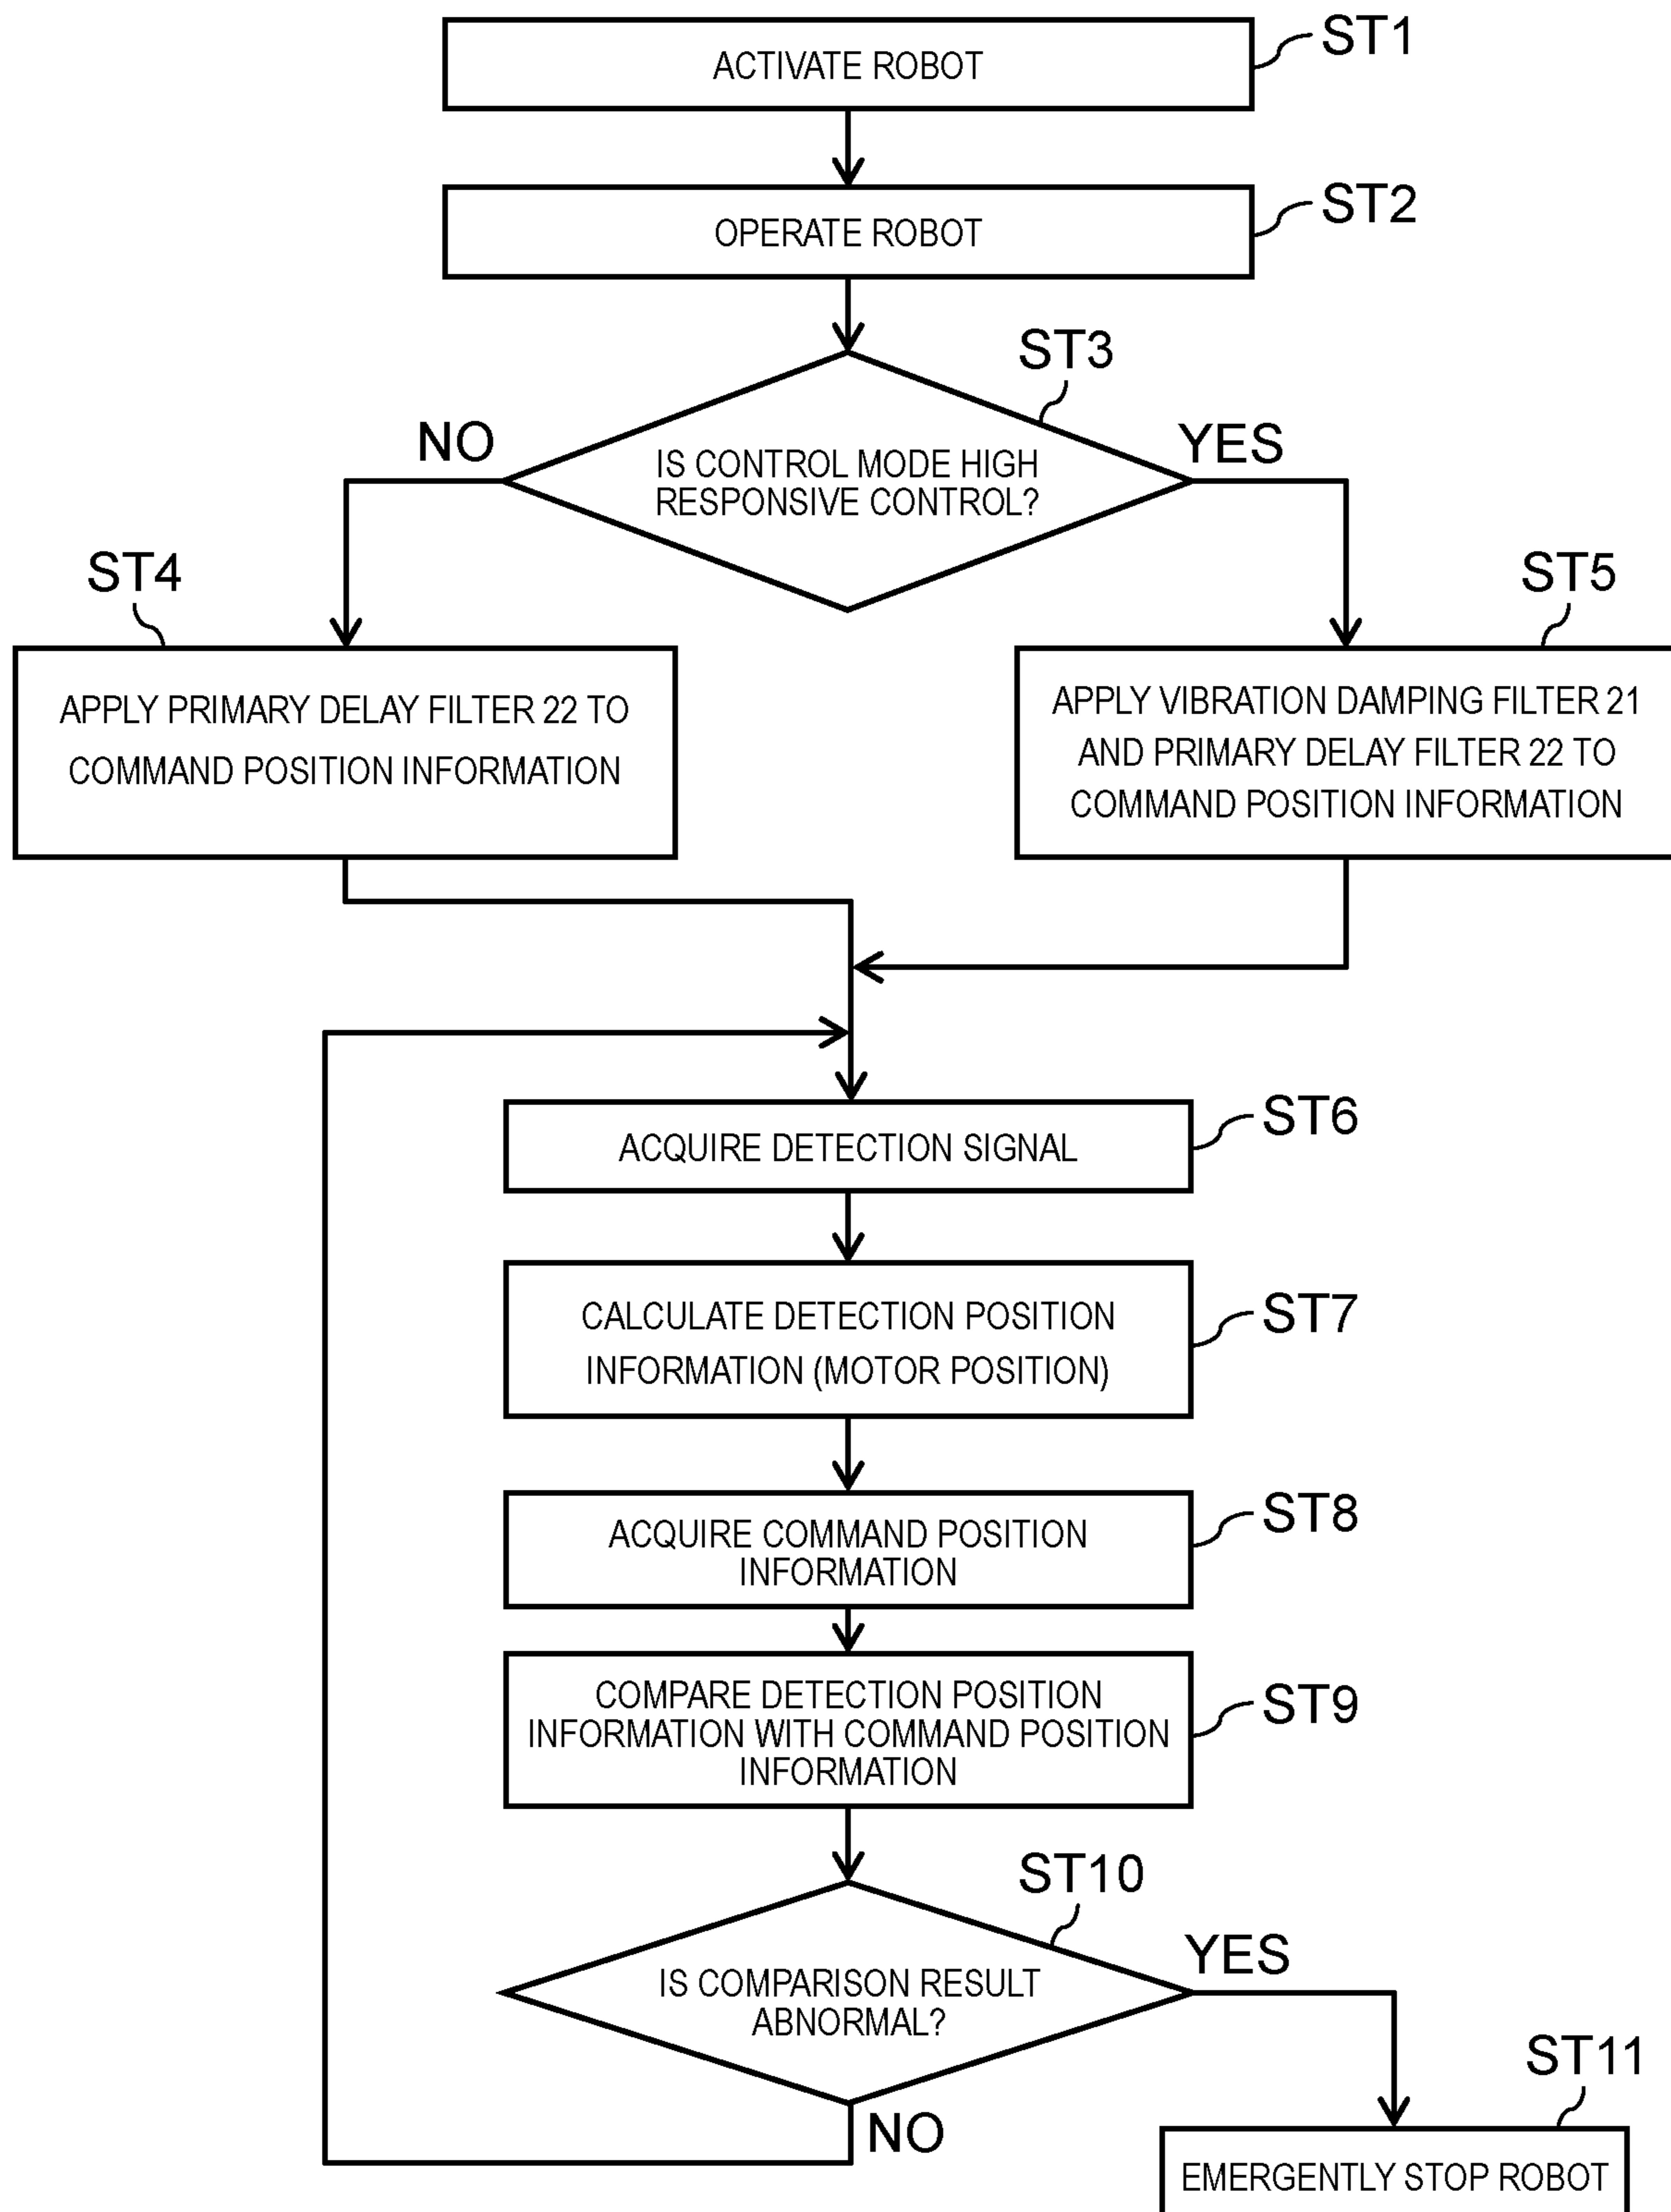 ST1
ACTIVATE ROBOT
ST2
OPERATE ROBOT
ST3
NO
YES
IS CONTROL MODE HIGH
RESPONSIVE CONTROL?
ST4
ST5
APPLY PRIMARY DELAY FILTER 22 TO
COMMAND POSITION INFORMATION
APPLY VIBRATION DAMPING FILTER 21
AND PRIMARY DELAY FILTER 22 TO
COMMAND POSITION INFORMATION
ST6
ACQUIRE DETECTION SIGNAL
ST7
CALCULATE DETECTION POSITION
INFORMATION (MOTOR POSITION)
ST8
ACQUIRE COMMAND POSITION
INFORMATION
ST9
COMPARE DETECTION POSITION
INFORMATION WITH COMMAND POSITION
INFORMATION
ST10
YES
IS COMPARISON RESULT
ABNORMAL?
NO
ST11
EMERGENTLY STOP ROBOT